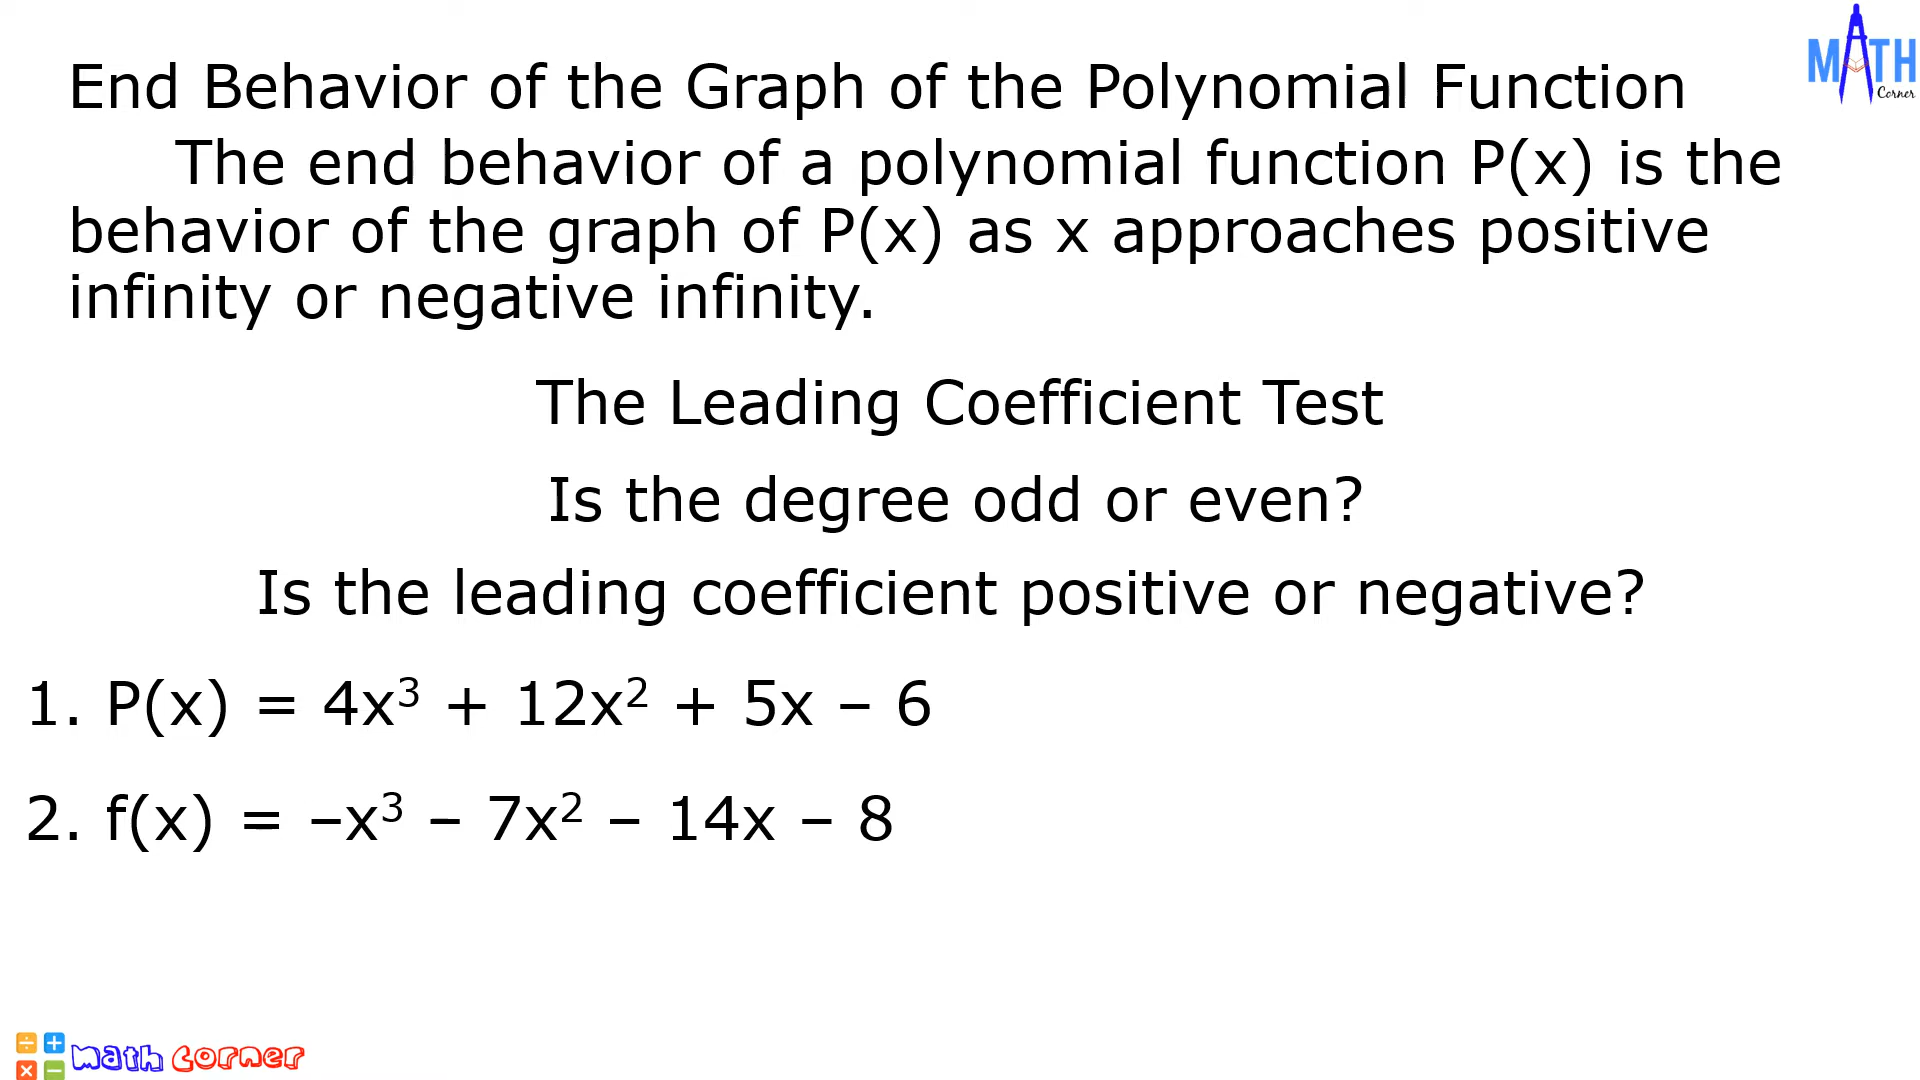 MATH
Corner
End Behavior of the Graph of the Polynomial Function
The end behavior of a polynomial function P(x) is the
behavior of the graph of P(x) as x approaches positive
infinity or negative infinity.
The Leading Coefficient Test
Is the degree odd or even?
Is the leading coefficient positive or negative?
1. P(x) = 4x³ + 12x² + 5x – 6
2. f(x) = –x³ – 7x² – 14x – 8
math corner